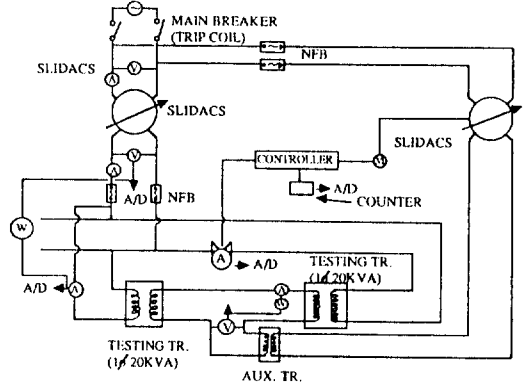 MAIN BREAKER
(TRIP COIL)
NFB
SLIDACS
A
V
SLIDACS
SLIDACS
V
A
CONTROLLER
M
A/D
NFB
A/D
COUNTER
W
A
A/D
TESTING TR.
(1φ 20KVA)
A/D
A
A
V
TESTING TR.
(1φ 20KVA)
AUX. TR.